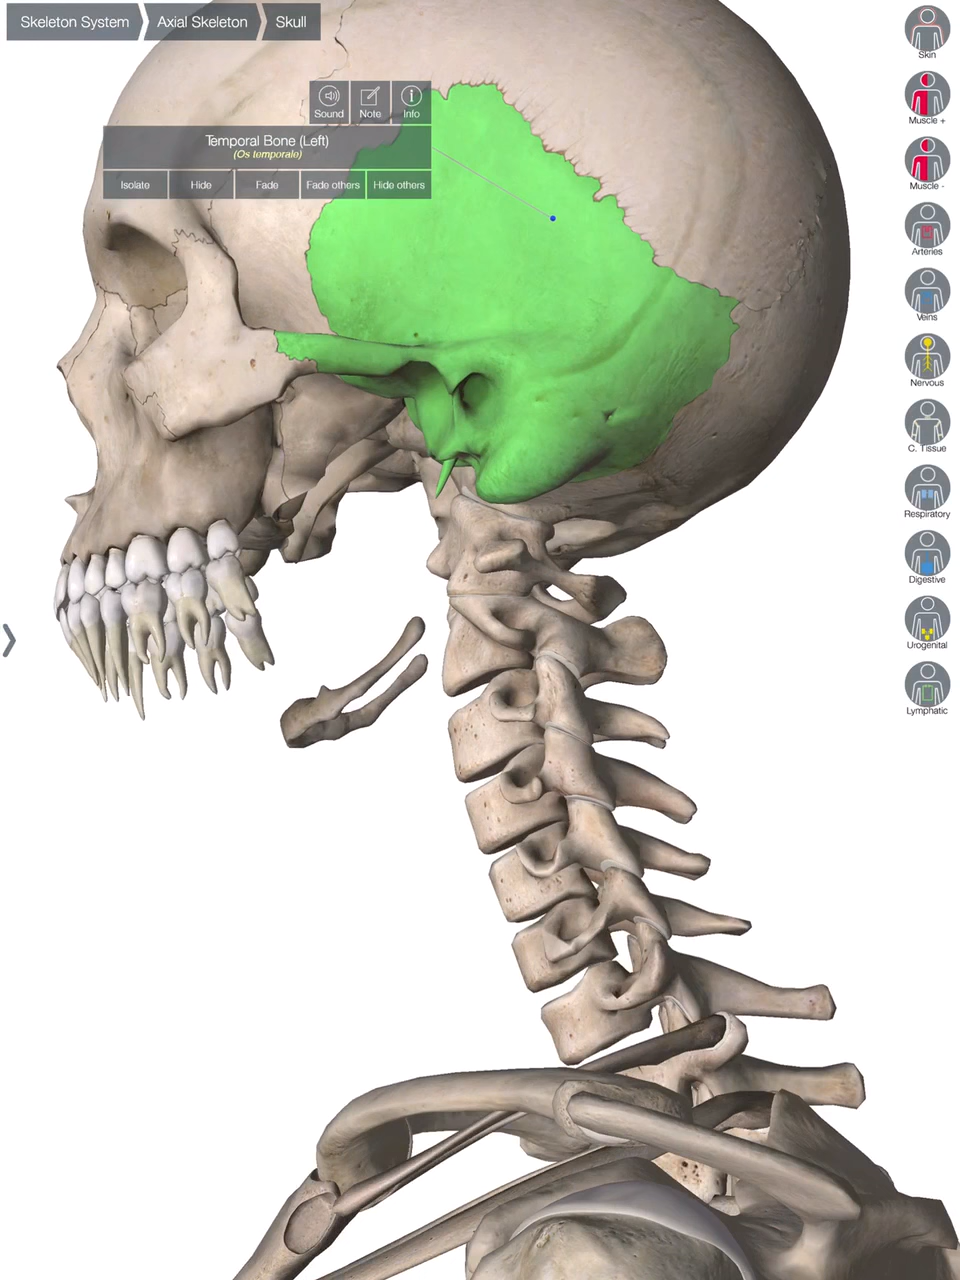 Skeleton System
Axial Skeleton
Skull
Sound
Note
Info
Temporal Bone (Left)
(Os temporale)
Isolate
Hide
Fade
Fade others
Hide others
Skin
Muscle +
Muscle -
Arteries
Veins
Nervous
C. Tissue
Respiratory
Digestive
Urogenital
Lymphatic